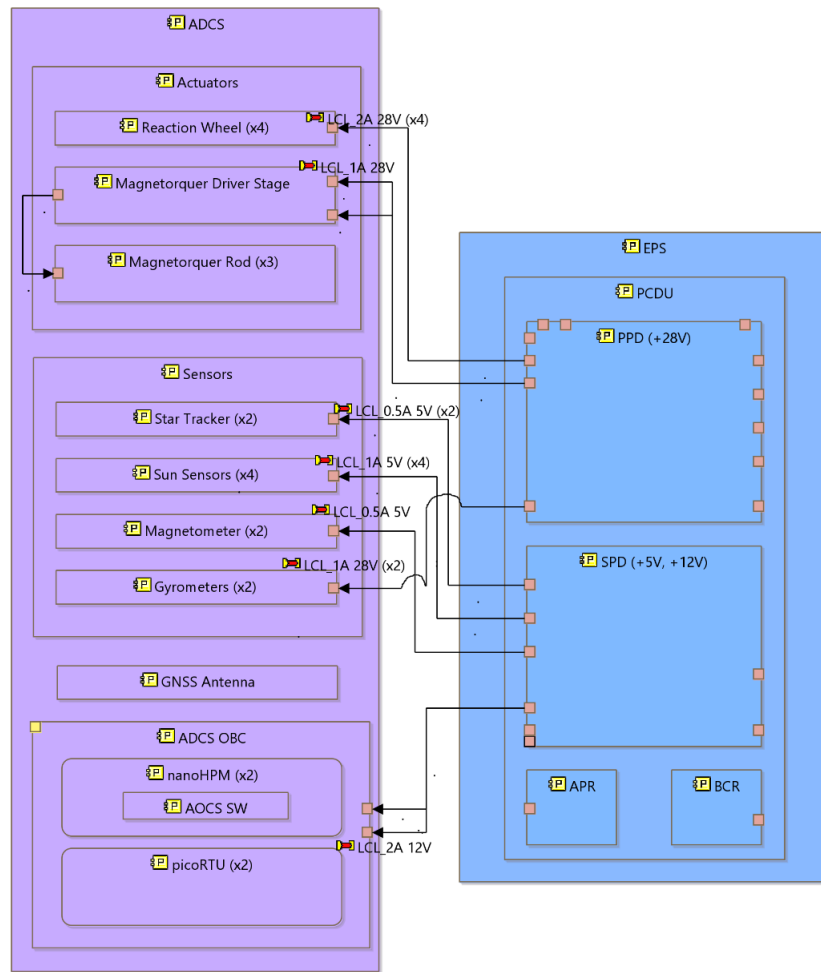 ADCS
Actuators
LCL_2A 28V (x4)
Reaction Wheel (x4)
LCL_1A 28V
Magnetorquer Driver Stage
Magnetorquer Rod (x3)
Sensors
LCL_0.5A 5V (x2)
Star Tracker (x2)
LCL_1A 5V (x4)
Sun Sensors (x4)
LCL_0.5A 5V
Magnetometer (x2)
LCL_1A 28V (x2)
Gyrometers (x2)
GNSS Antenna
ADCS OBC
nanoHPM (x2)
AOCS SW
LCL_2A 12V
picoRTU (x2)
EPS
PCDU
PPD (+28V)
SPD (+5V, +12V)
APR
BCR